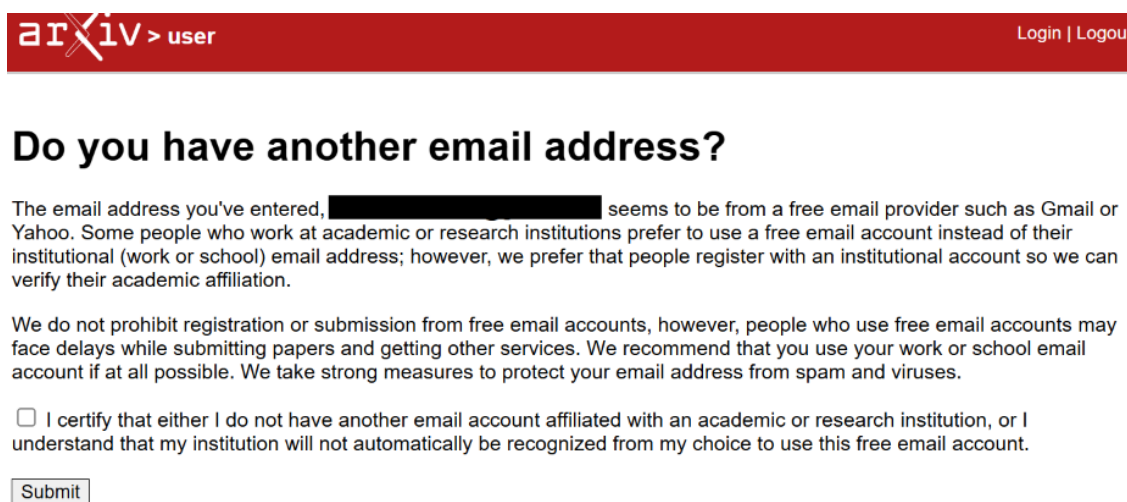 arXiv > user
Login | Logou
Do you have another email address?
The email address you've entered, seems to be from a free email provider such as Gmail or
Yahoo. Some people who work at academic or research institutions prefer to use a free email account instead of their
institutional (work or school) email address; however, we prefer that people register with an institutional account so we can
verify their academic affiliation.
We do not prohibit registration or submission from free email accounts, however, people who use free email accounts may
face delays while submitting papers and getting other services. We recommend that you use your work or school email
account if at all possible. We take strong measures to protect your email address from spam and viruses.
I certify that either I do not have another email account affiliated with an academic or research institution, or I
understand that my institution will not automatically be recognized from my choice to use this free email account.
Submit